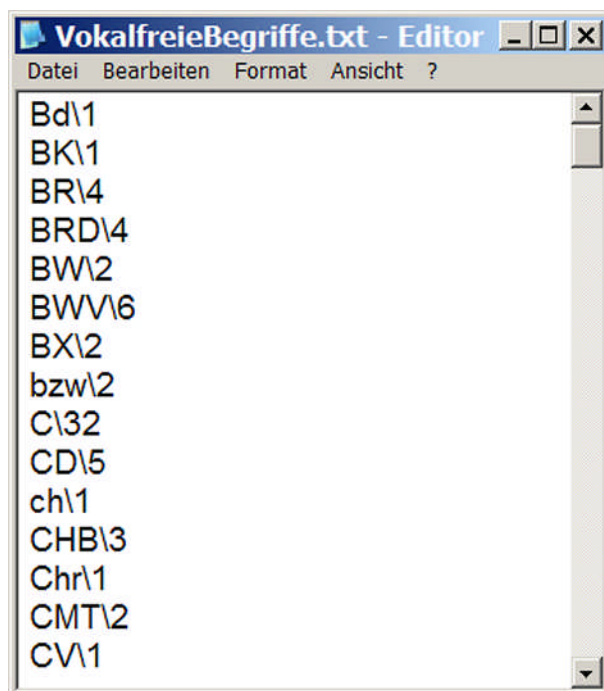 VokalfreieBegriffe.txt - Editor
Datei Bearbeiten Format Ansicht ?
Bd\1
BK\1
BR\4
BRD\4
BW\2
BWV\6
BX\2
bzw\2
C\32
CD\5
ch\1
CHB\3
Chr\1
CMT\2
CV\1